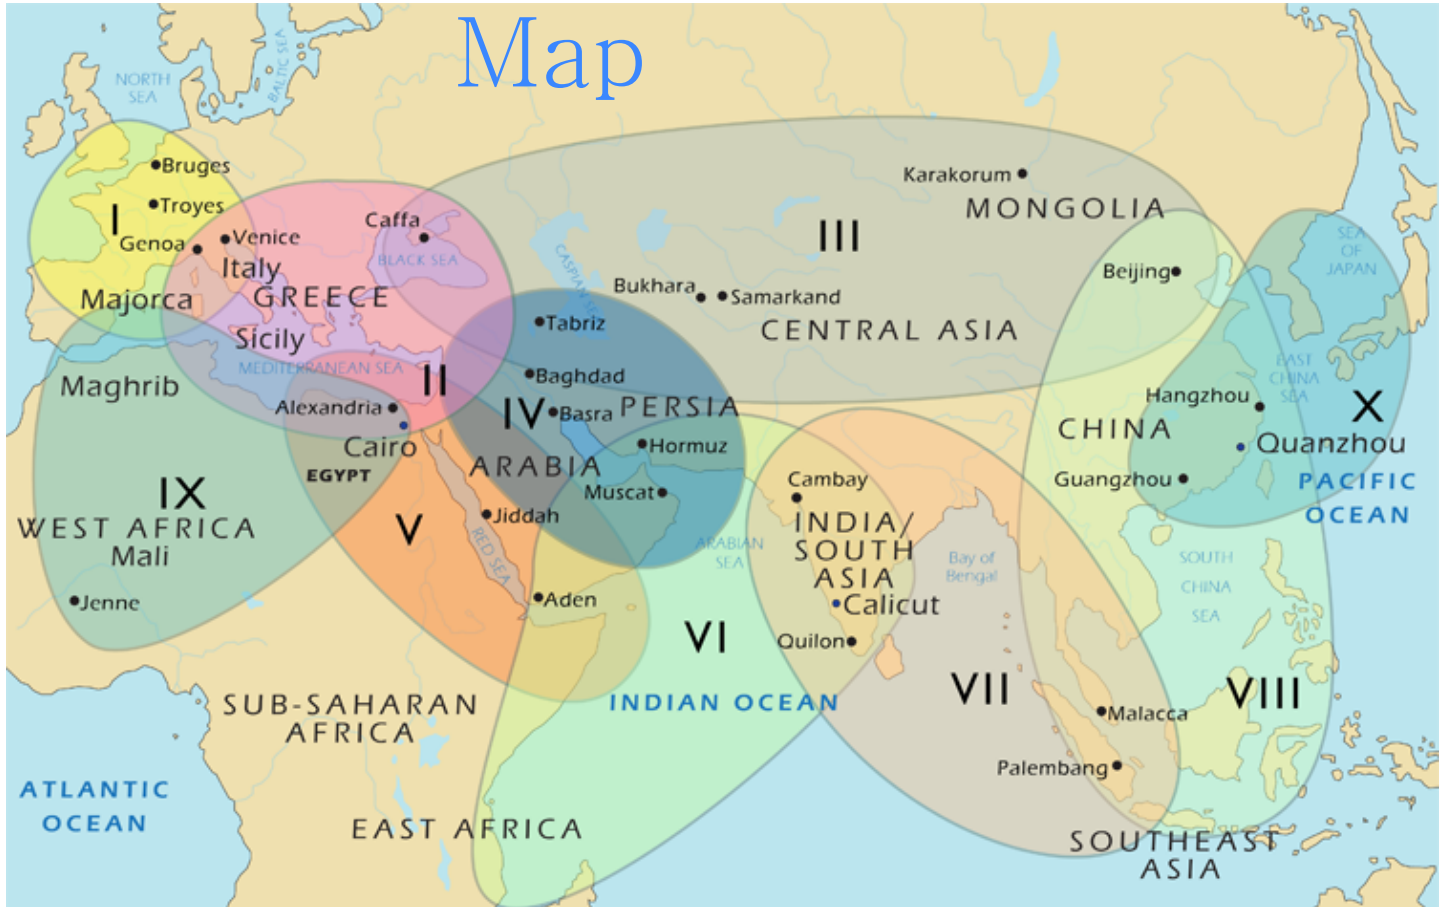 Map
NORTH
SEA
BALTIC SEA
Bruges
Troyes
I
Genoa
Venice
Italy
Majorca
GREECE
Sicily
Caffa
BLACK SEA
MEDITERRANEAN SEA
II
Karakorum
MONGOLIA
III
CASPIAN SEA
Bukhara
Samarkand
CENTRAL ASIA
Beijing
SEA
OF
JAPAN
Tabriz
Baghdad
IV
Basra
PERSIA
Hormuz
ARABIA
Muscat
Maghrib
Alexandria
Cairo
EGYPT
IX
WEST AFRICA
Mali
Jenne
V
Jiddah
RED SEA
Aden
ARABIAN
SEA
Cambay
INDIA/
SOUTH
ASIA
Calicut
Quilon
Bay of
Bengal
EAST
CHINA
SEA
Hangzhou
X
CHINA
Quanzhou
Guangzhou
PACIFIC
OCEAN
SOUTH
CHINA
SEA
VI
INDIAN OCEAN
VII
VIII
Malacca
Palembang
SUB-SAHARAN
AFRICA
ATLANTIC
OCEAN
EAST AFRICA
SOUTHEAST
ASIA